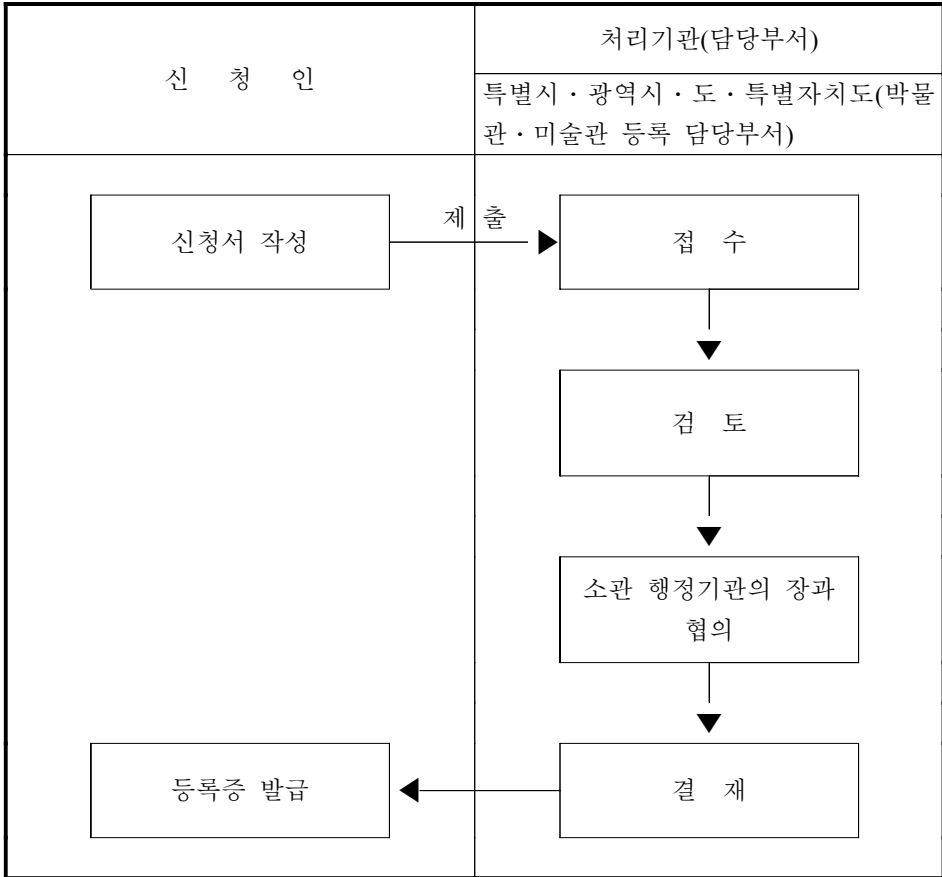 신 청 인
처리기관(담당부서)
특별시・광역시・도・특별자치도(박물
관・미술관 등록 담당부서)
신청서 작성
제 출
접 수
검 토
소관 행정기관의 장과
협의
등록증 발급
결 재